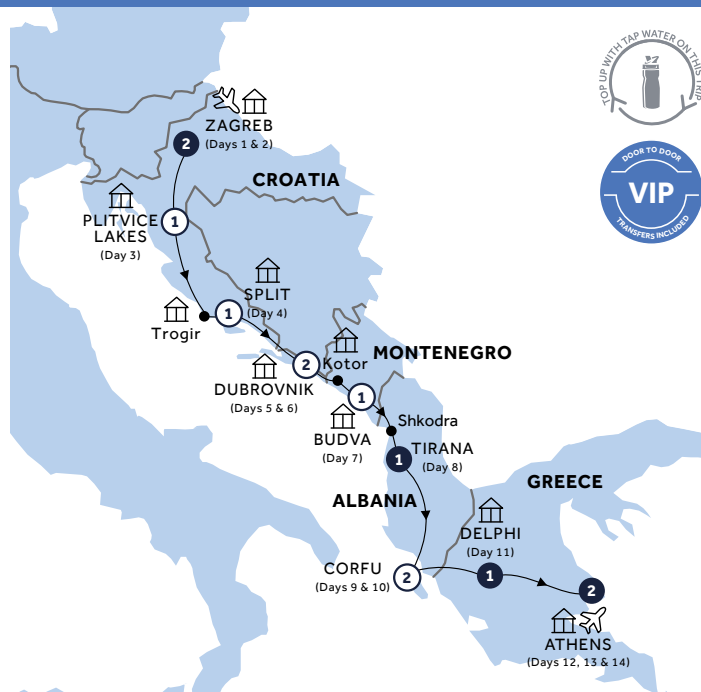 TOP UP WITH TAP WATER ON THIS TRIP
DOOR TO DOOR
VIP
TRANSFERS INCLUDED
ZAGREB
(Days 1 & 2)
2
CROATIA
PLITVICE
LAKES
(Day 3)
1
SPLIT
(Day 4)
1
Trogir
2
Kotor
MONTENEGRO
DUBROVNIK
(Days 5 & 6)
1
BUDVA
(Day 7)
Shkodra
1
TIRANA
(Day 8)
ALBANIA
GREECE
DELPHI
(Day 11)
CORFU
(Days 9 & 10)
2
1
2
ATHENS
(Days 12, 13 & 14)